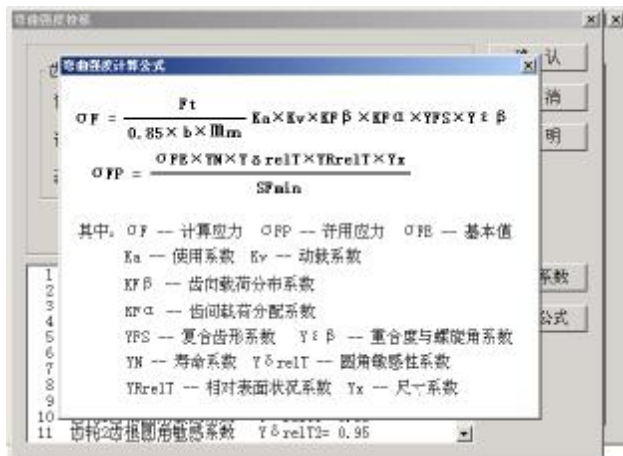 弯曲强度校核
确 认
消
明
系数
公式
弯曲强度计算公式
σF = Ft / 0.85×b×mm Ka×Kv×KFβ×KFα×YFS×Yεβ
σFP = σFE×YN×YδrelT×YRrelT×Yx / SFmin
其中。σF -- 计算应力 σFP -- 许用应力 σFE -- 基本值
Ka -- 使用系数 Kv -- 动载系数
KFβ -- 齿向载荷分布系数
KFα -- 齿间载荷分配系数
YFS -- 复合齿形系数 Yεβ -- 重合度与螺旋角系数
YN -- 寿命系数 YδrelT -- 圆角敏感性系数
YRrelT -- 相对表面状况系数 Yx -- 尺寸系数
1
2
3
4
5
6
7
8
9
10
11 齿轮2齿根圆角敏感系数 YδrelT2= 0.95